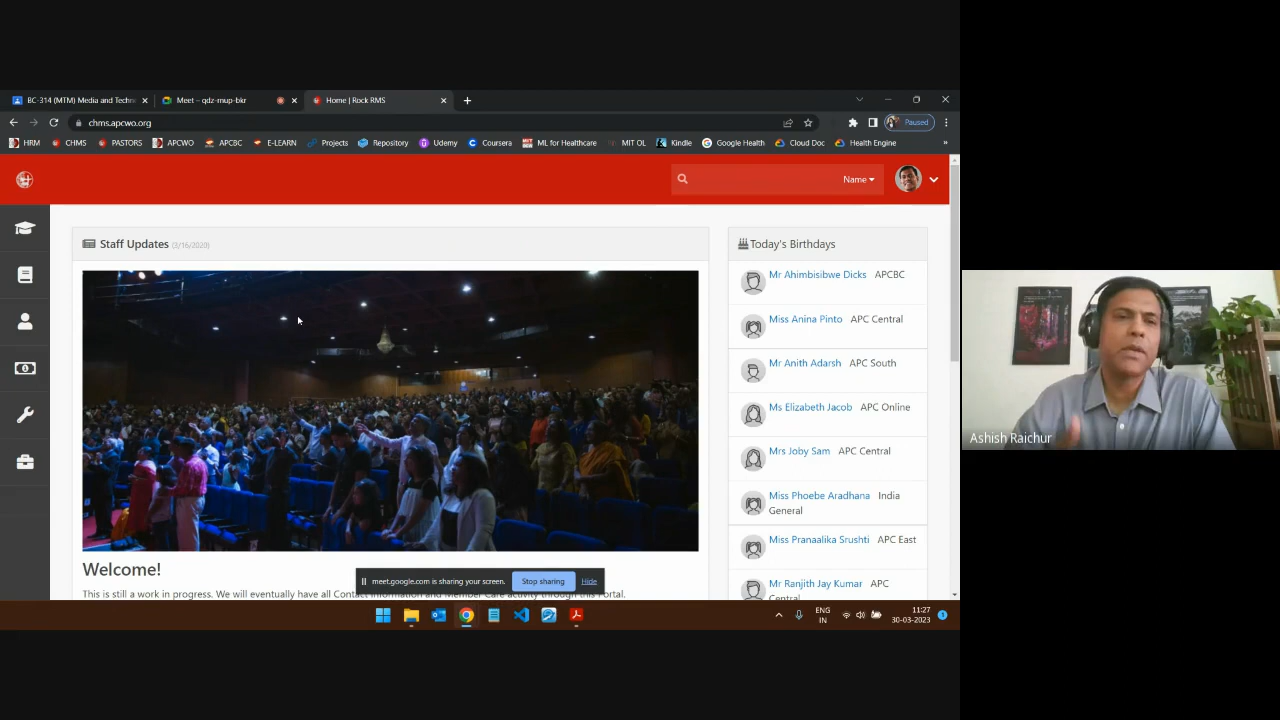 BC-314 (MTM) Media and Techn
Meet – qdz-mup-bkr
Home | Rock RMS
chms.apcwo.org
Paused
HRM CHMS PASTORS APCWO APCBC E-LEARN Projects Repository Udemy Coursera ML for Healthcare MIT OL Kindle Google Health Cloud Doc Health Engine »
Name
Staff Updates (3/16/2020)
Today's Birthdays
Mr Ahimbisibwe Dicks APCBC
Miss Anina Pinto APC Central
Mr Anith Adarsh APC South
Ms Elizabeth Jacob APC Online
Mrs Joby Sam APC Central
Miss Phoebe Aradhana India
General
Miss Pranaalika Srushti APC East
Mr Ranjith Jay Kumar APC
Central
Welcome!
This is still a work in progress. We will eventually have all Contact Information and Member Care activity through this Portal.
meet.google.com is sharing your screen.
Stop sharing
Hide
ENG
IN
11:27
30-03-2023
Ashish Raichur